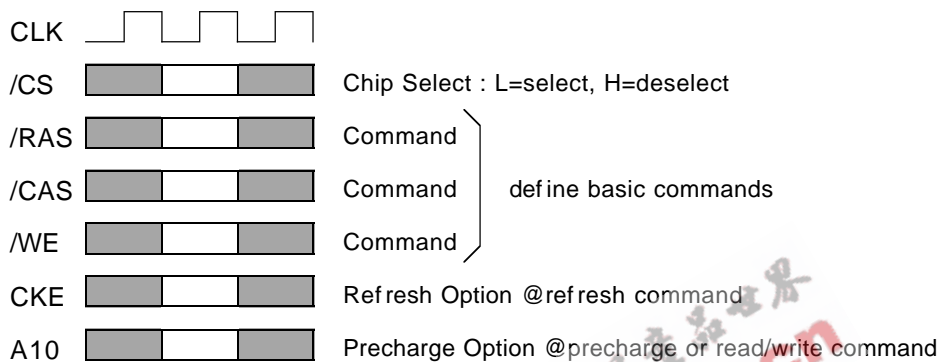 CLK
/CS Chip Select : L=select, H=deselect
/RAS Command
/CAS Command define basic commands
/WE Command
CKE Refresh Option @refresh command
A10 Precharge Option @precharge or read/write command